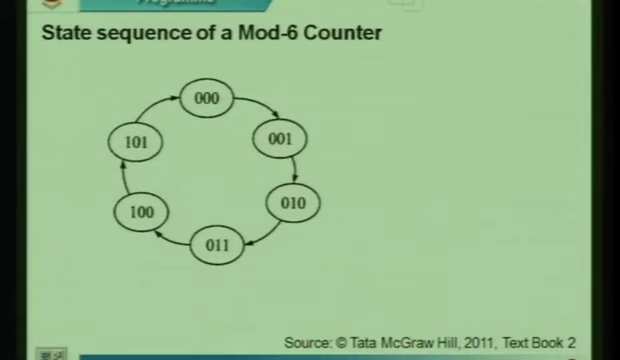 Programme
State sequence of a Mod-6 Counter
000
101
001
100
010
011
Source: © Tata McGraw Hill, 2011, Text Book 2